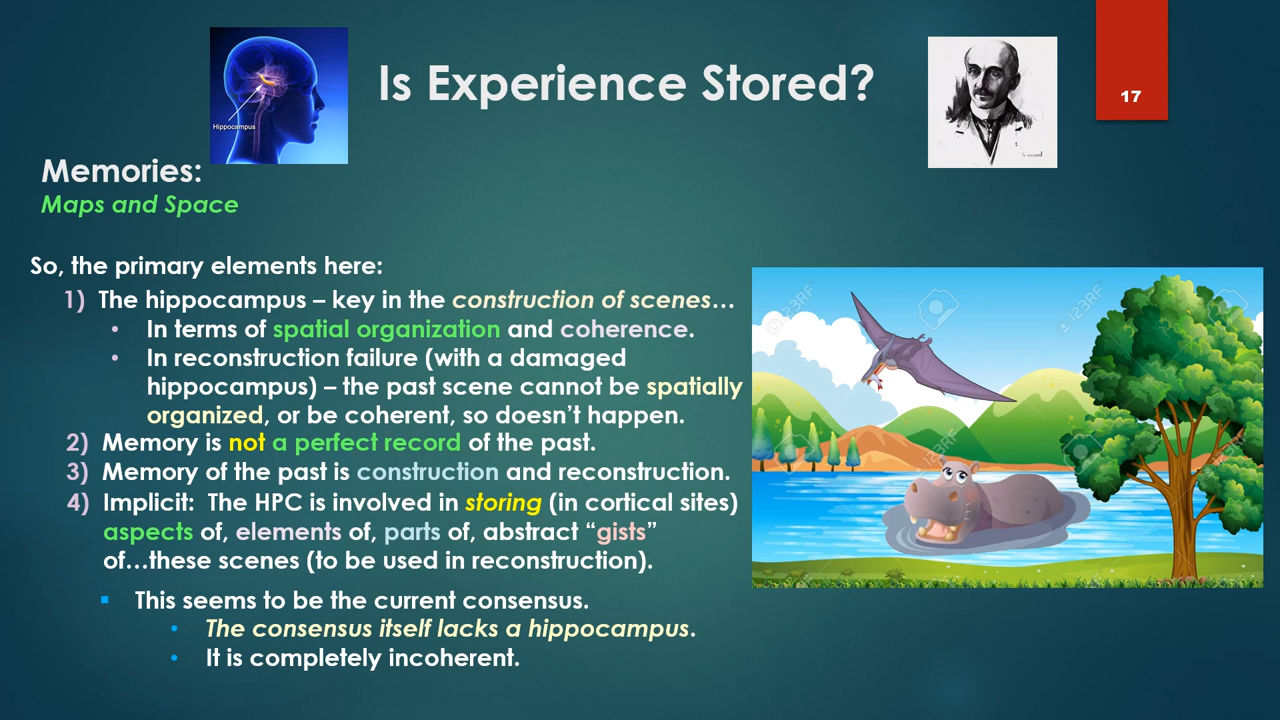 Is Experience Stored?
17
Hippocampus
Memories:
Maps and Space
So, the primary elements here:
1) The hippocampus – key in the construction of scenes…
• In terms of spatial organization and coherence.
• In reconstruction failure (with a damaged
hippocampus) – the past scene cannot be spatially
organized, or be coherent, so doesn’t happen.
2) Memory is not a perfect record of the past.
3) Memory of the past is construction and reconstruction.
4) Implicit: The HPC is involved in storing (in cortical sites)
aspects of, elements of, parts of, abstract “gists”
of…these scenes (to be used in reconstruction).
▪ This seems to be the current consensus.
• The consensus itself lacks a hippocampus.
• It is completely incoherent.
123RF
123RF
123RF